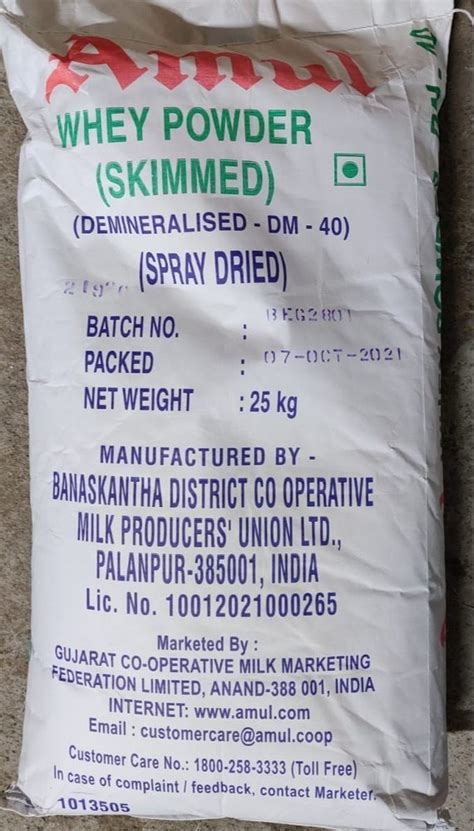 Amul
WHEY POWDER
(SKIMMED)
(DEMINERALISED - DM - 40)
(SPRAY DRIED)
BATCH NO. : BEG2801
PACKED : 07-OCT-2021
NET WEIGHT : 25 kg
MANUFACTURED BY -
BANASKANTHA DISTRICT CO OPERATIVE
MILK PRODUCERS' UNION LTD.,
PALANPUR-385001, INDIA
Lic. No. 10012021000265
Marketed By :
GUJARAT CO-OPERATIVE MILK MARKETING
FEDERATION LIMITED, ANAND-388 001, INDIA
INTERNET: www.amul.com
Email : customercare@amul.coop
Customer Care No.: 1800-258-3333 (Toll Free)
In case of complaint / feedback, contact Marketer.
1013505